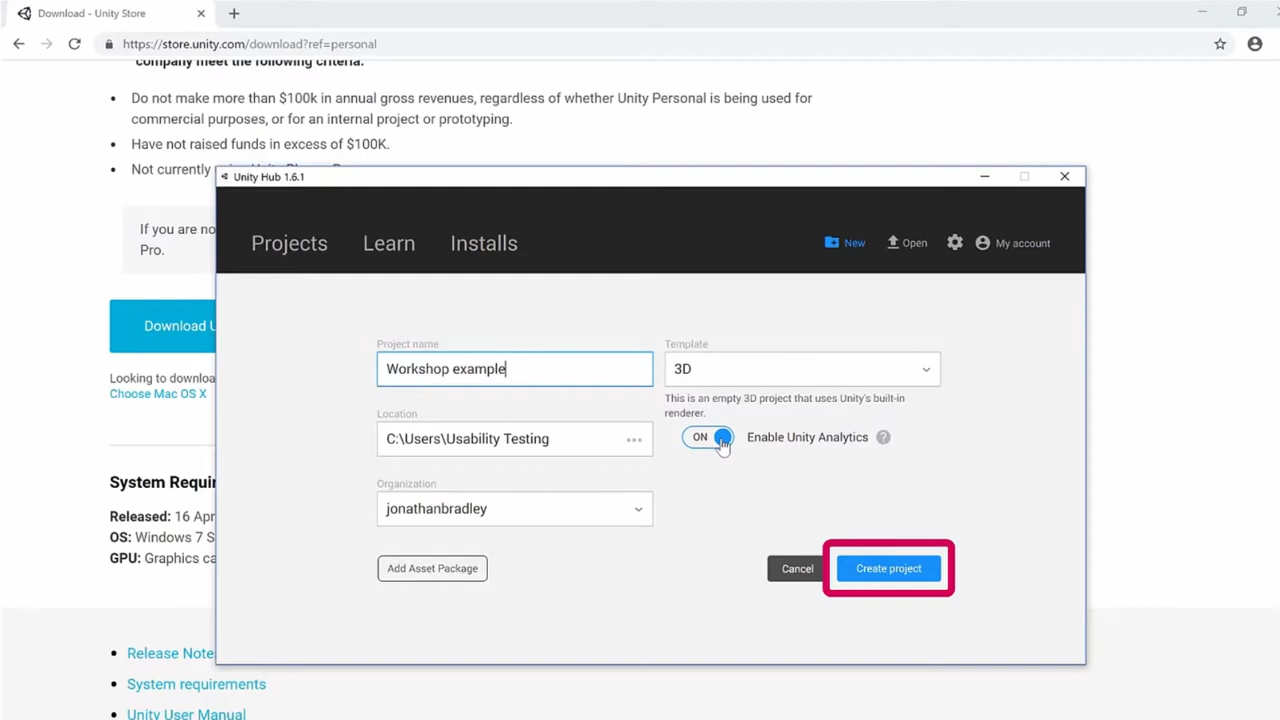 Download - Unity Store
https://store.unity.com/download?ref=personal
company meet the following criteria:
Do not make more than $100k in annual gross revenues, regardless of whether Unity Personal is being used for
commercial purposes, or for an internal project or prototyping.
Have not raised funds in excess of $100K.
Not currently
If you are no
Pro.
Download U
Looking to downloa
Choose Mac OS X
System Requir
Released: 16 Apr
OS: Windows 7 S
GPU: Graphics ca
Release Note
System requirements
Unity User Manual
Unity Hub 1.6.1
Projects
Learn
Installs
New
Open
My account
Project name
Workshop example
Template
3D
This is an empty 3D project that uses Unity's built-in
renderer.
Location
C:\Users\Usability Testing
ON
Enable Unity Analytics
?
Organization
jonathanbradley
Add Asset Package
Cancel
Create project